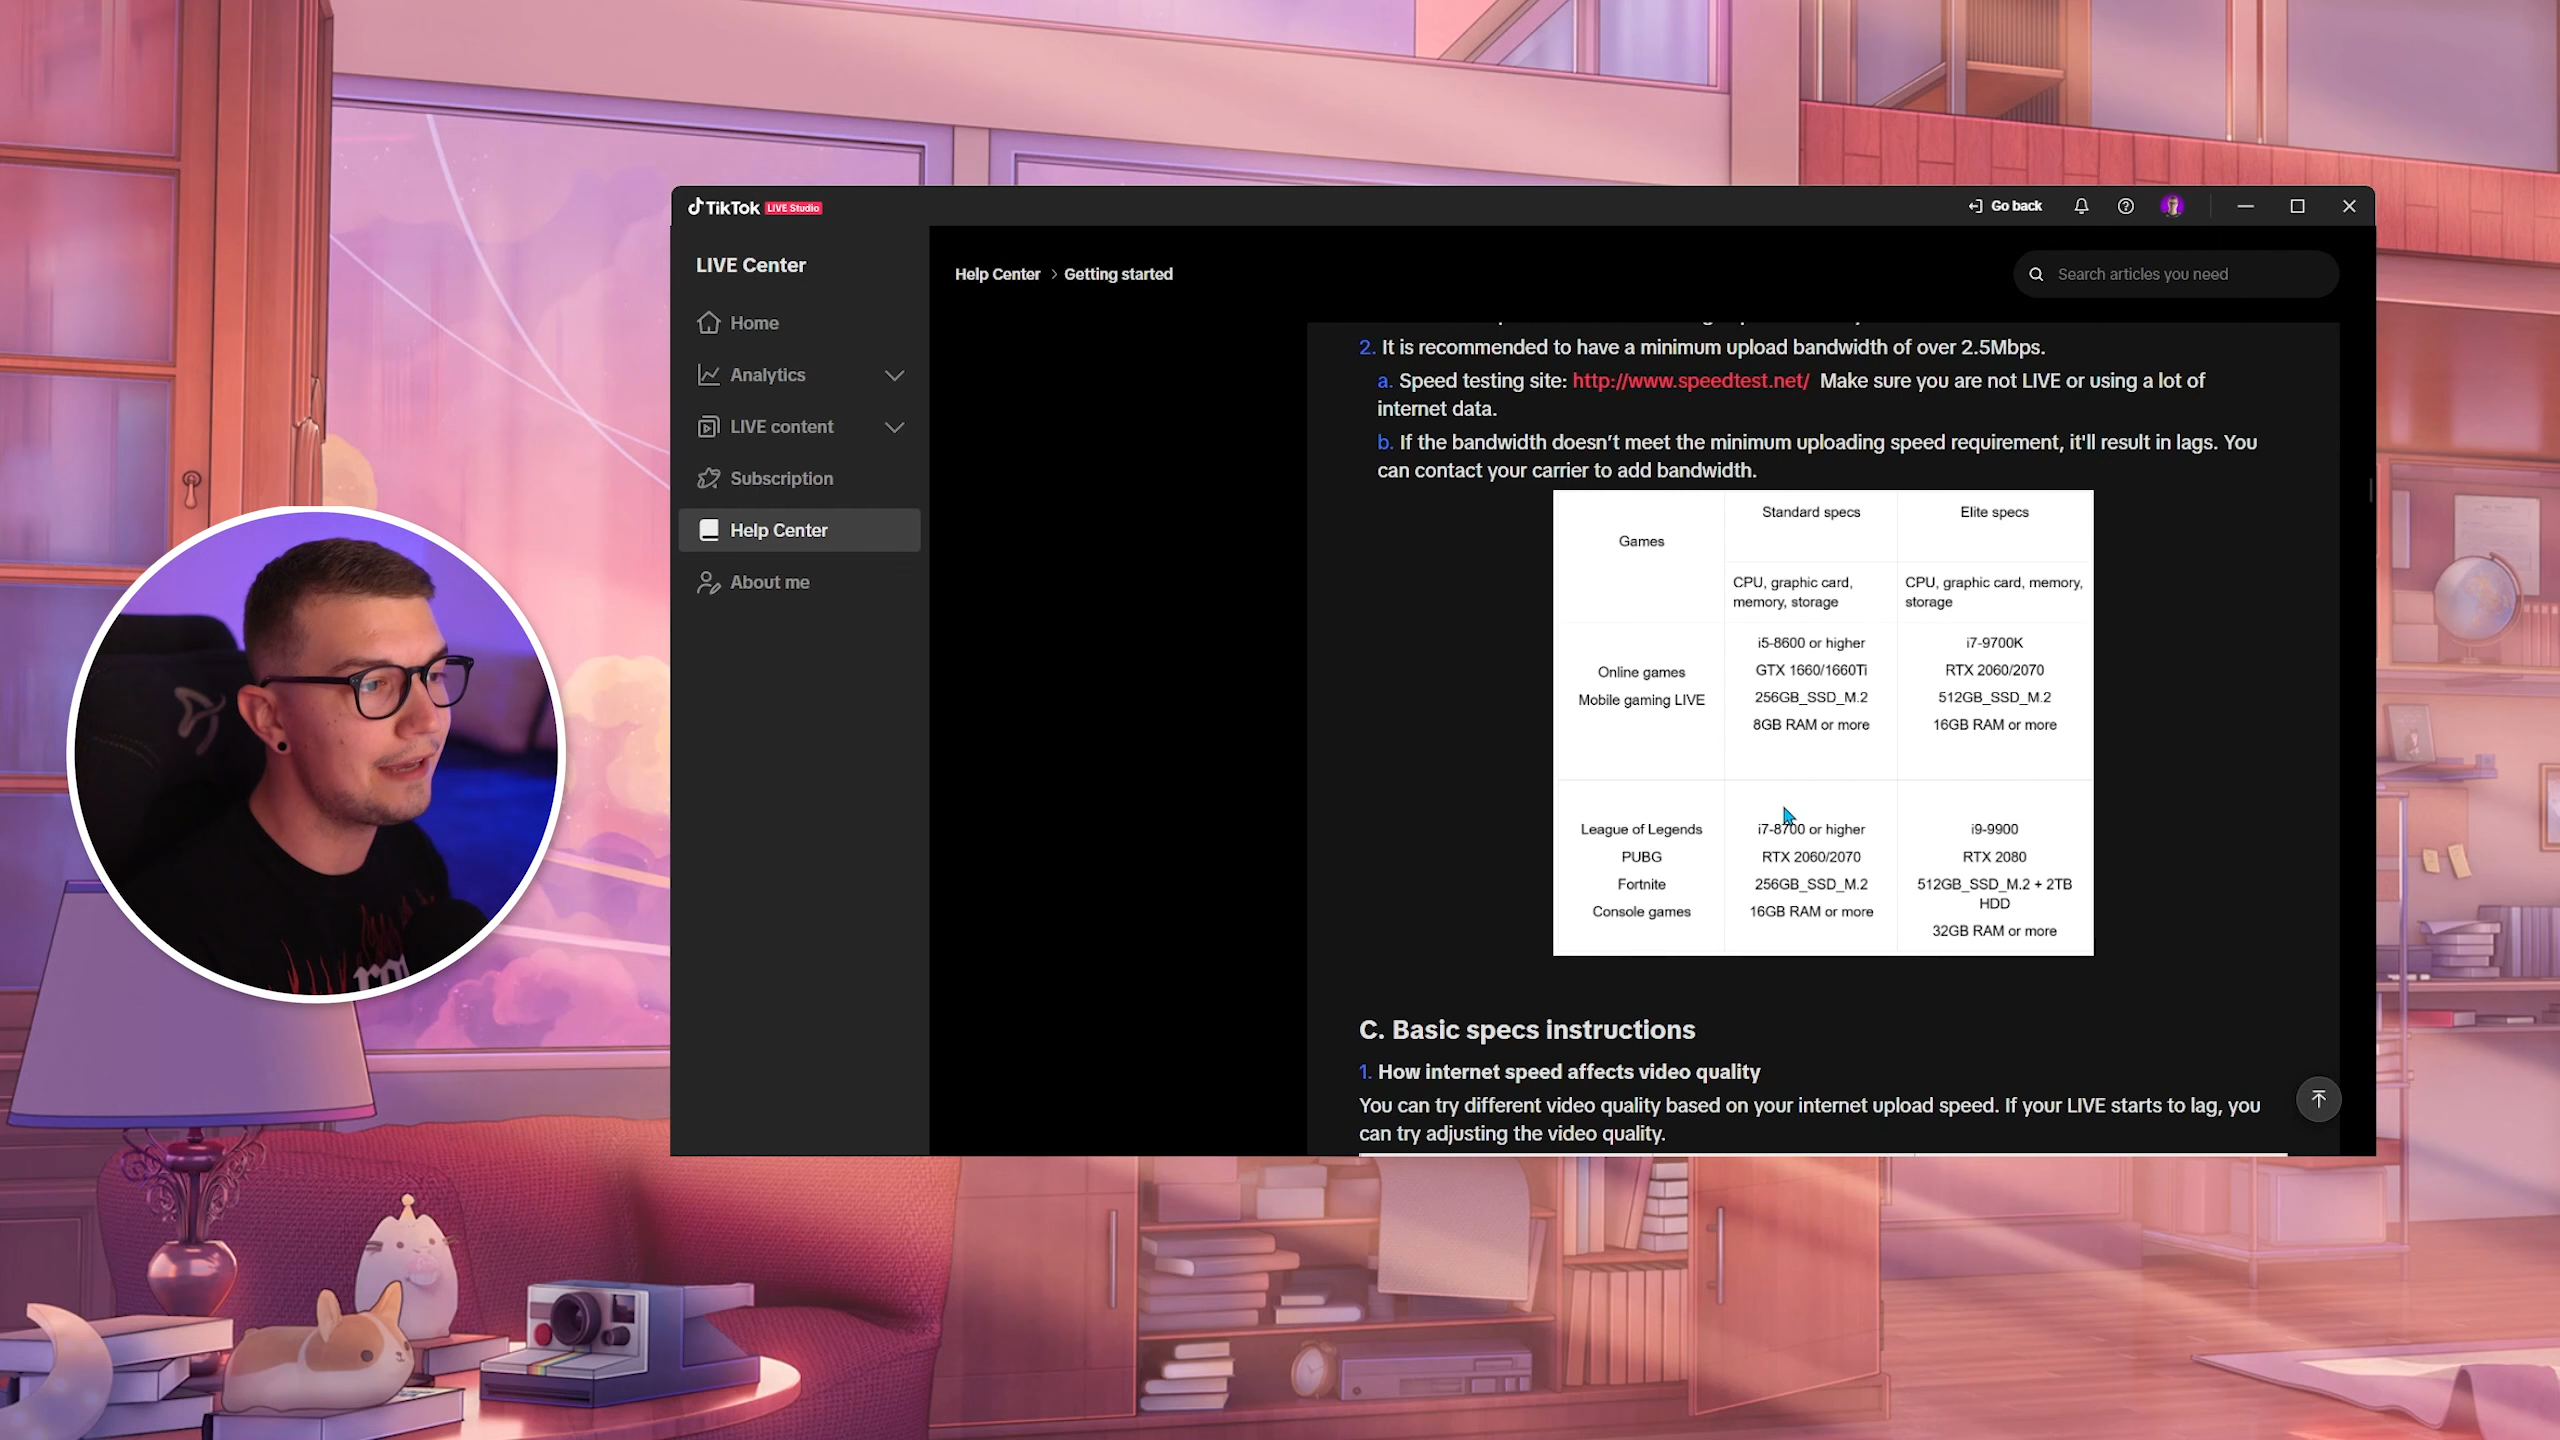 TikTok LIVE Studio
Go back
LIVE Center
Home
Analytics
LIVE content
Subscription
Help Center
About me
Help Center > Getting started
Search articles you need
2. It is recommended to have a minimum upload bandwidth of over 2.5Mbps.
a. Speed testing site: http://www.speedtest.net/ Make sure you are not LIVE or using a lot of
internet data.
b. If the bandwidth doesn’t meet the minimum uploading speed requirement, it'll result in lags. You
can contact your carrier to add bandwidth.
Games
Standard specs
Elite specs
CPU, graphic card,
memory, storage
CPU, graphic card, memory,
storage
Online games
Mobile gaming LIVE
i5-8600 or higher
GTX 1660/1660Ti
256GB_SSD_M.2
8GB RAM or more
i7-9700K
RTX 2060/2070
512GB_SSD_M.2
16GB RAM or more
League of Legends
PUBG
Fortnite
Console games
i7-8700 or higher
RTX 2060/2070
256GB_SSD_M.2
16GB RAM or more
i9-9900
RTX 2080
512GB_SSD_M.2 + 2TB
HDD
32GB RAM or more
C. Basic specs instructions
1. How internet speed affects video quality
You can try different video quality based on your internet upload speed. If your LIVE starts to lag, you
can try adjusting the video quality.